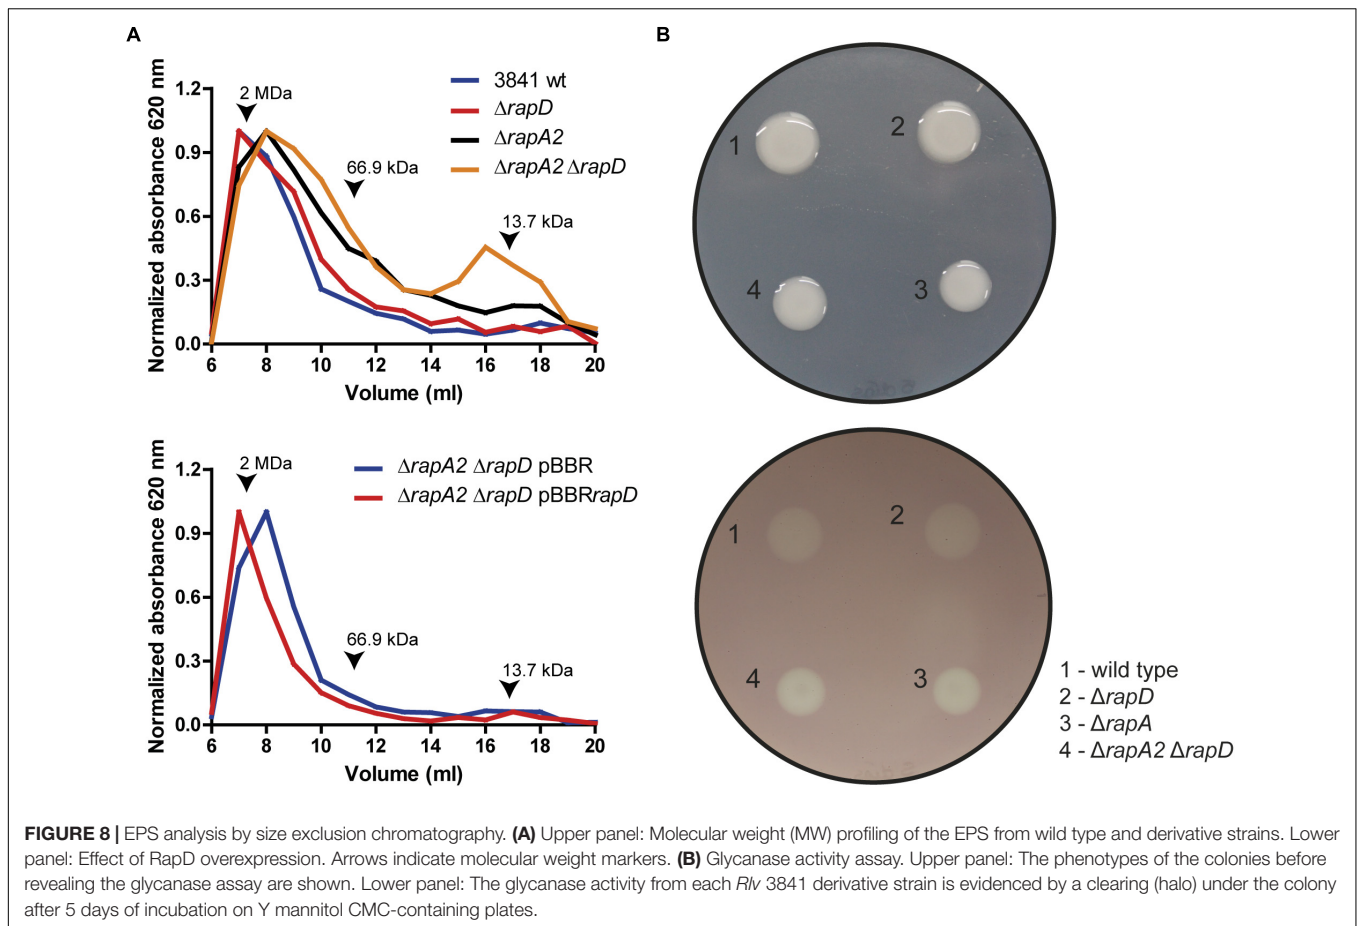 A
Normalized absorbance 620 nm
1.2
0.9
0.6
0.3
0.0
2 MDa
66.9 kDa
13.7 kDa
3841 wt
ΔrapD
ΔrapA2
ΔrapA2 ΔrapD
6 8 10 12 14 16 18 20
Volume (ml)
Normalized absorbance 620 nm
1.2
0.9
0.6
0.3
0.0
2 MDa
66.9 kDa
13.7 kDa
ΔrapA2 ΔrapD pBBR
ΔrapA2 ΔrapD pBBRrapD
6 8 10 12 14 16 18 20
Volume (ml)
B
1 2
4 3
1 2
4 3
1 - wild type
2 - ΔrapD
3 - ΔrapA
4 - ΔrapA2 ΔrapD
FIGURE 8 | EPS analysis by size exclusion chromatography. (A) Upper panel: Molecular weight (MW) profiling of the EPS from wild type and derivative strains. Lower
panel: Effect of RapD overexpression. Arrows indicate molecular weight markers. (B) Glycanase activity assay. Upper panel: The phenotypes of the colonies before
revealing the glycanase assay are shown. Lower panel: The glycanase activity from each Rlv 3841 derivative strain is evidenced by a clearing (halo) under the colony
after 5 days of incubation on Y mannitol CMC-containing plates.